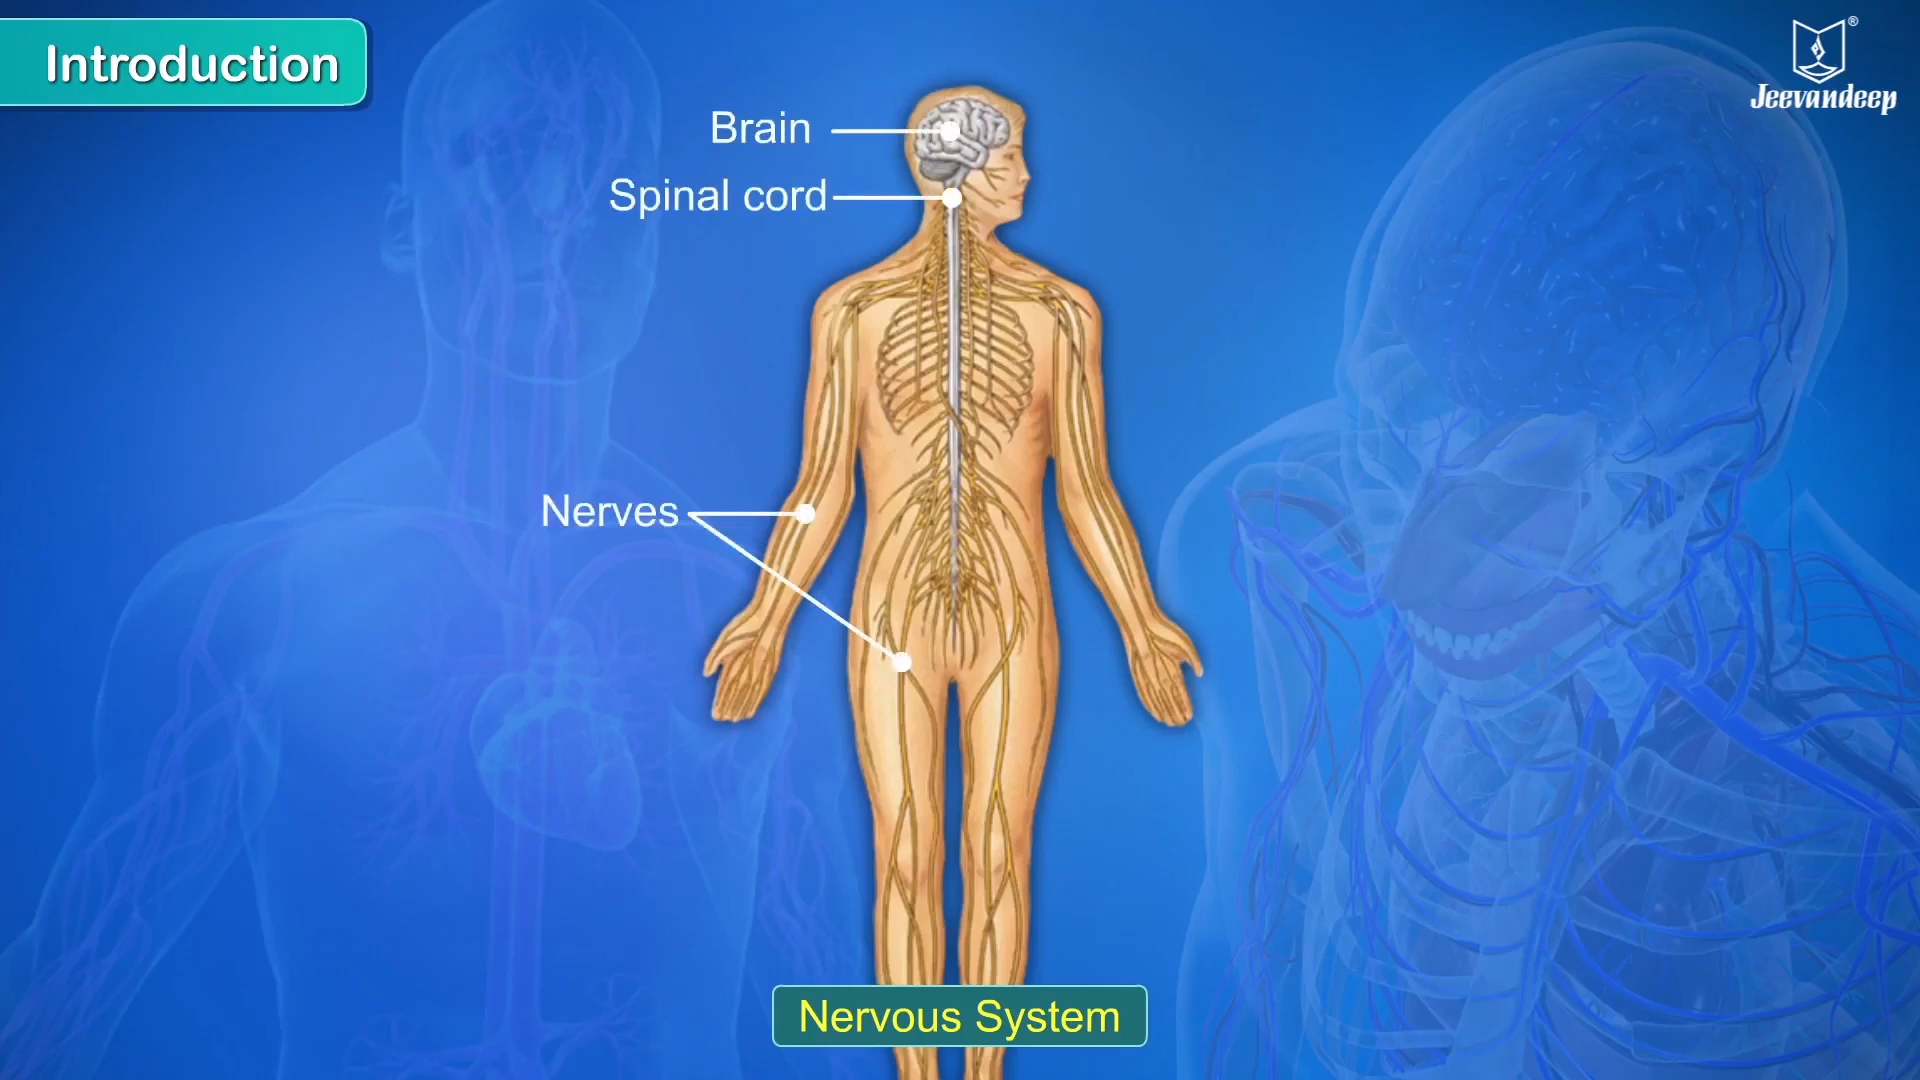 Introduction
®
Jeevandeep
Brain
Spinal cord
Nerves
Nervous System